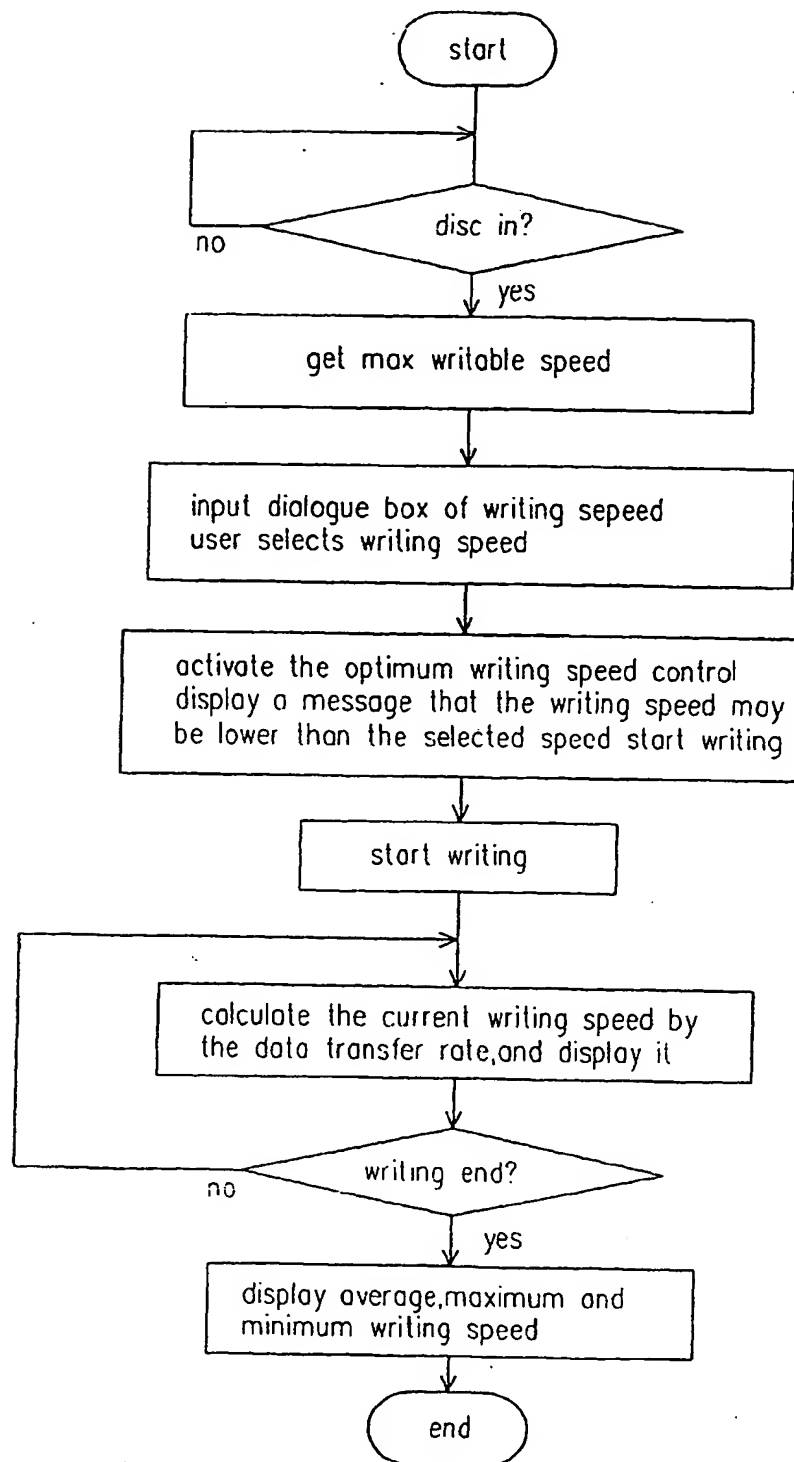 start
disc in?
no
yes
get max writable speed
input dialogue box of writing sepeed
user selects writing speed
activate the optimum writing speed control
display a message that the writing speed may
be lower than the selected speed start writing
start writing
calculate the current writing speed by
the data transfer rate,and display it
writing end?
no
yes
display average,maximum and
minimum writing speed
end